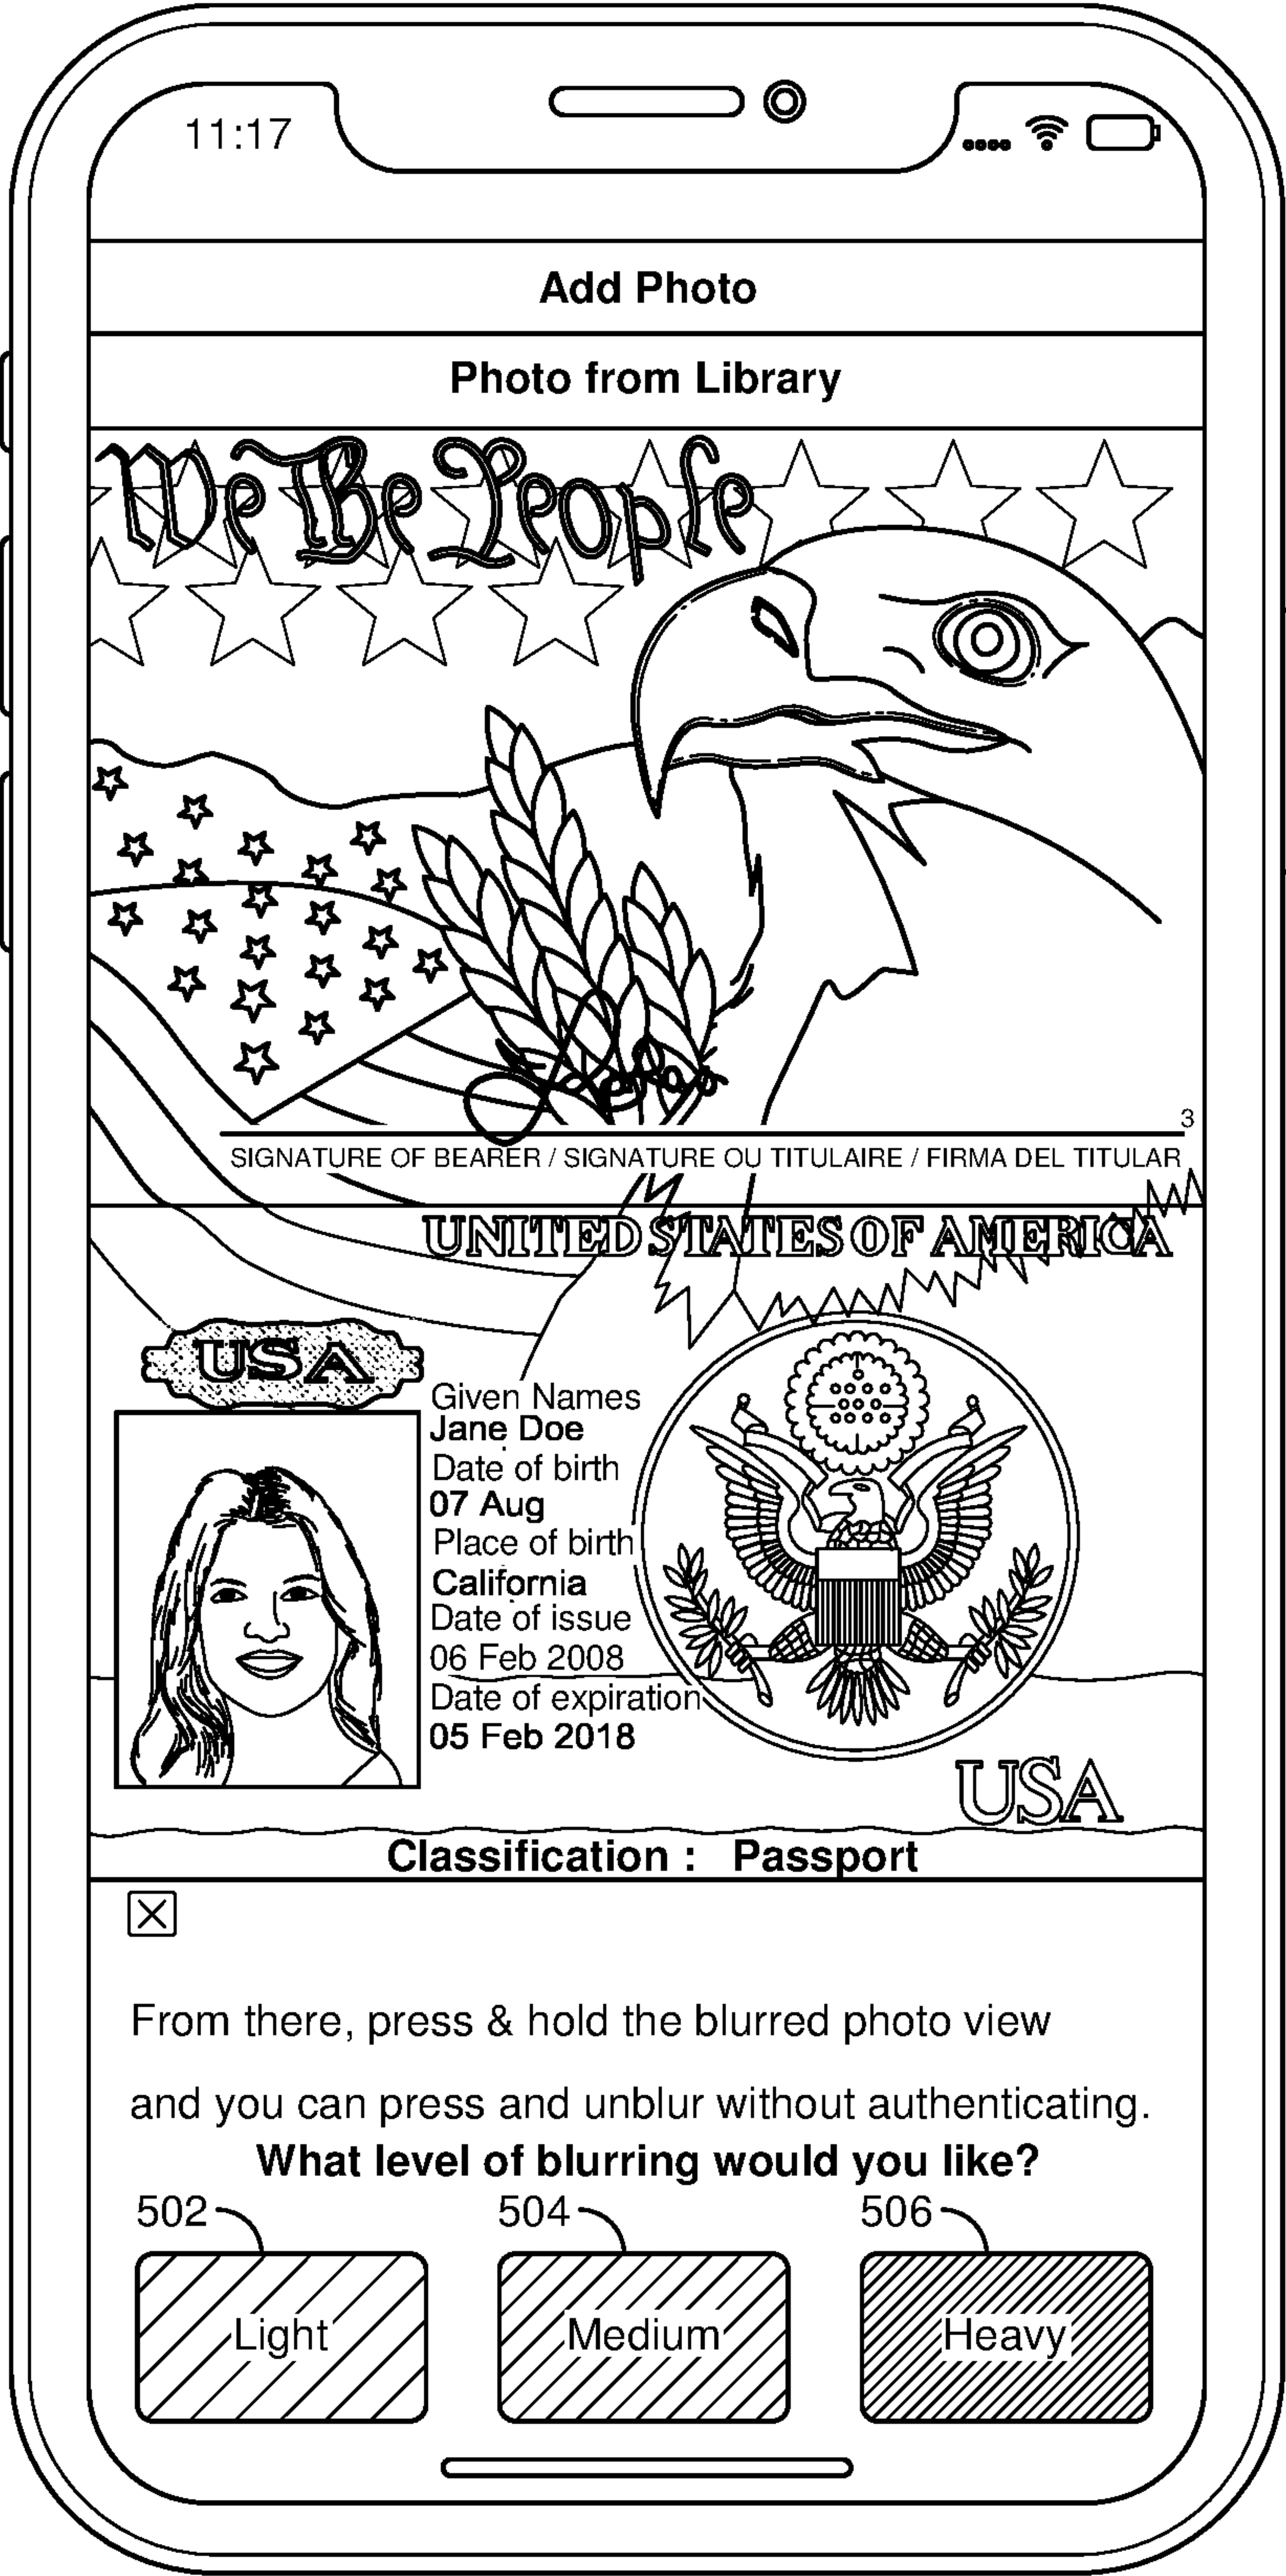 11:17
Add Photo
Photo from Library
We The People
3
SIGNATURE OF BEARER / SIGNATURE OU TITULAIRE / FIRMA DEL TITULAR
UNITED STATES OF AMERICA
USA
Given Names
Jane Doe
Date of birth
07 Aug
Place of birth
California
Date of issue
06 Feb 2008
Date of expiration
05 Feb 2018
USA
Classification : Passport
From there, press & hold the blurred photo view
and you can press and unblur without authenticating.
What level of blurring would you like?
502 504 506
Light Medium Heavy